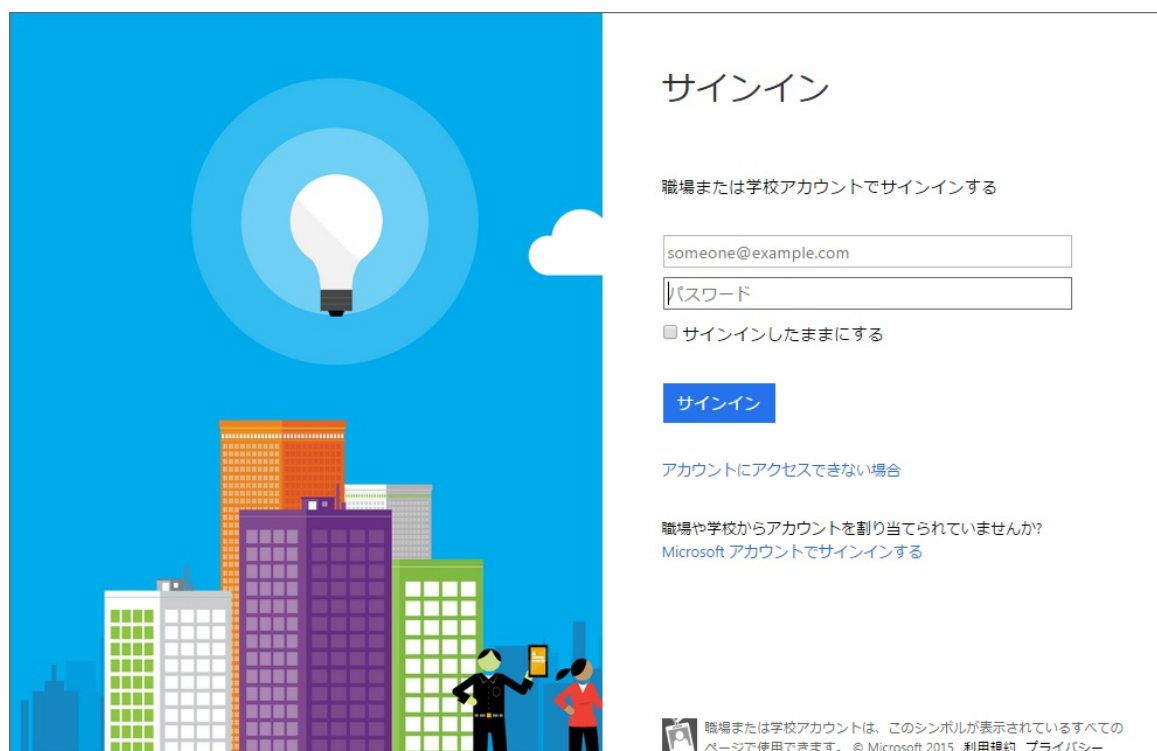 サインイン
職場または学校アカウントでサインインする
someone@example.com
パスワード
サインインしたままにする
サインイン
アカウントにアクセスできない場合
職場や学校からアカウントを割り当てられていませんか?
Microsoft アカウントでサインインする
職場または学校アカウントは、このシンボルが表示されているすべての
ページで使用できます。 © Microsoft 2015 利用規約 プライバシー